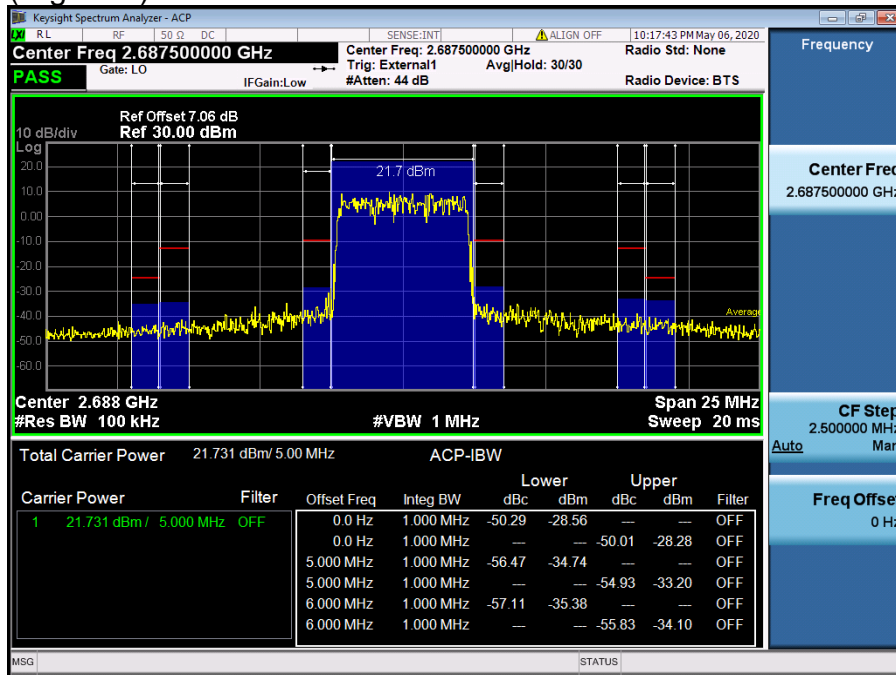 Keysight Spectrum Analyzer - ACP
LXI RL RF 50 Ω DC SENSE:INT ALIGN OFF 10:17:43 PM May 06, 2020
Center Freq 2.687500000 GHz Center Freq: 2.687500000 GHz Radio Std: None
Gate: LO Trig: External1 Avg|Hold: 30/30
PASS IFGain:Low #Atten: 44 dB Radio Device: BTS
Ref Offset 7.06 dB
10 dB/div Ref 30.00 dBm
Log
20.0
21.7 dBm
10.0
0.00
-10.0
-20.0
-30.0
-40.0
Average
-50.0
-60.0
Center 2.688 GHz Span 25 MHz
#Res BW 100 kHz #VBW 1 MHz Sweep 20 ms
Total Carrier Power 21.731 dBm/ 5.00 MHz ACP-IBW
Lower Upper
Carrier Power Filter Offset Freq Integ BW dBc dBm dBc dBm Filter
1 21.731 dBm / 5.000 MHz OFF 0.0 Hz 1.000 MHz -50.29 -28.56 --- --- OFF
0.0 Hz 1.000 MHz --- --- -50.01 -28.28 OFF
5.000 MHz 1.000 MHz -56.47 -34.74 --- --- OFF
5.000 MHz 1.000 MHz --- --- -54.93 -33.20 OFF
6.000 MHz 1.000 MHz -57.11 -35.38 --- --- OFF
6.000 MHz 1.000 MHz --- --- -55.83 -34.10 OFF
MSG STATUS
Frequency
Center Freq
2.687500000 GHz
CF Step
2.500000 MHz
Auto Man
Freq Offset
0 Hz